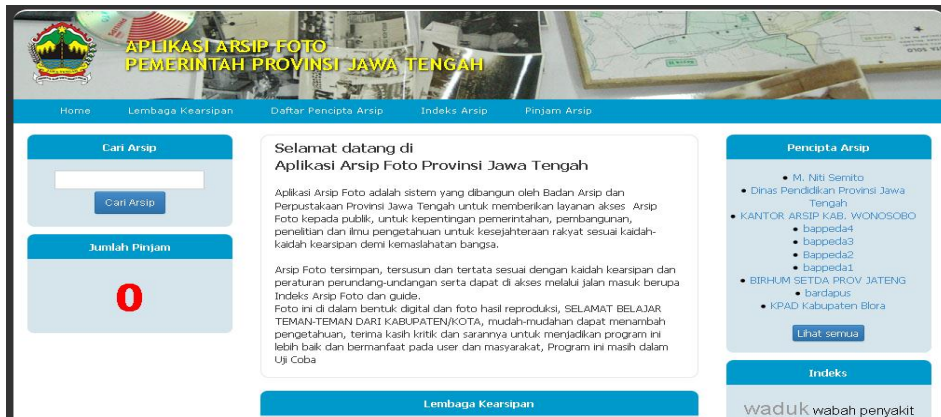 APLIKASI ARSIP FOTO
PEMERINTAH PROVINSI JAWA TENGAH
Home Lembaga Kearsipan Daftar Pencipta Arsip Indeks Arsip Pinjam Arsip
Cari Arsip
Cari Arsip
Jumlah Pinjam
0
Selamat datang di
Aplikasi Arsip Foto Provinsi Jawa Tengah
Aplikasi Arsip Foto adalah sistem yang dibangun oleh Badan Arsip dan
Perpustakaan Provinsi Jawa Tengah untuk memberikan layanan akses Arsip
Foto kepada publik, untuk kepentingan pemerintahan, pembangunan,
penelitian dan ilmu pengetahuan untuk kesejahteraan rakyat sesuai kaidah-
kaidah kearsipan demi kemaslahatan bangsa.
Arsip Foto tersimpan, tersusun dan tertata sesuai dengan kaidah kearsipan dan
peraturan perundang-undangan serta dapat di akses melalui jalan masuk berupa
Indeks Arsip Foto dan guide.
Foto ini di dalam bentuk digital dan foto hasil reproduksi, SELAMAT BELAJAR
TEMAN-TEMAN DARI KABUPATEN/KOTA, mudah-mudahan dapat menambah
pengetahuan, terima kasih kritik dan sarannya untuk menjadikan program ini
lebih baik dan bermanfaat pada user dan masyarakat, Program ini masih dalam
Uji Coba
Lembaga Kearsipan
Pencipta Arsip
M. Niti Semito
Dinas Pendidikan Provinsi Jawa
Tengah
KANTOR ARSIP KAB. WONOSOBO
bappeda4
bappeda3
Bappeda2
bappeda1
BIRHUM SETDA PROV JATENG
bardapus
KPAD Kabupaten Blora
Lihat semua
Indeks
waduk wabah penyakit